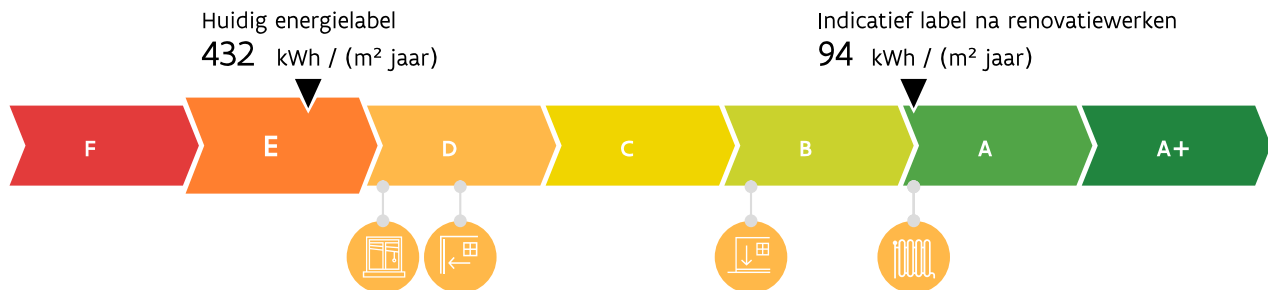 Huidig energielabel
432 kWh / (m² jaar)
Indicatief label na renovatiewerken
94 kWh / (m² jaar)
F E D C B A A+